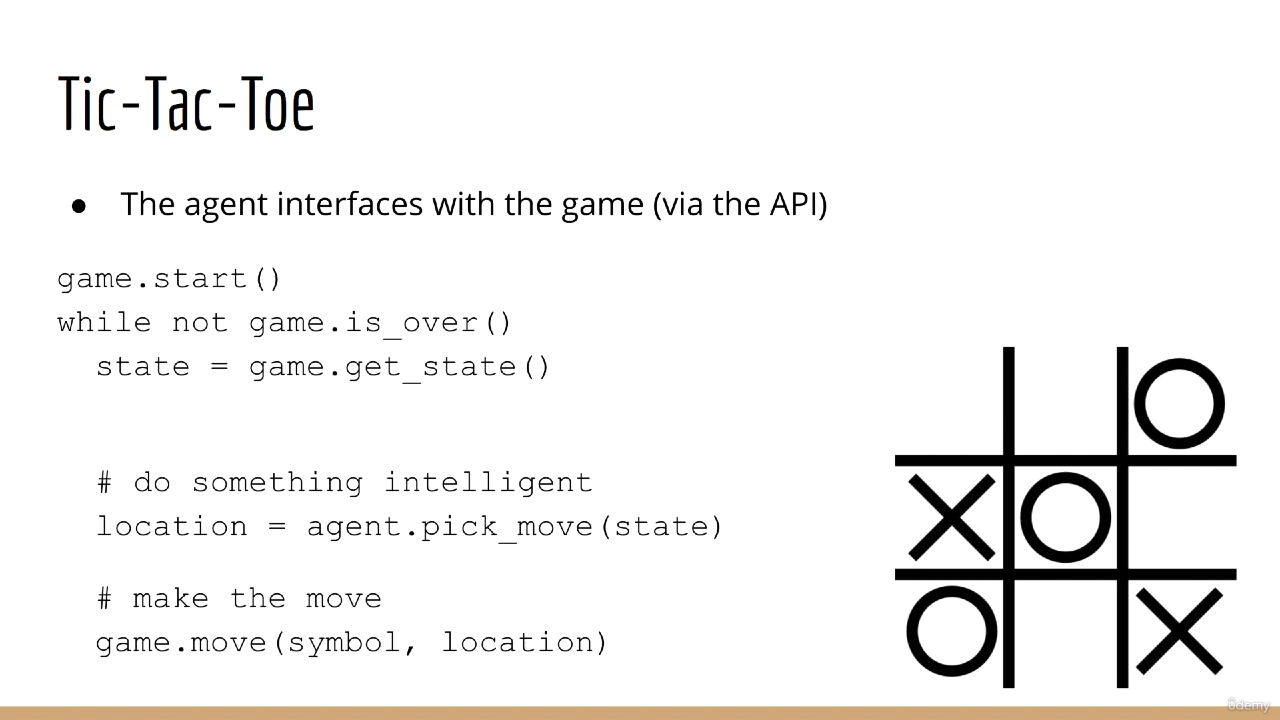 Tic-Tac-Toe
● The agent interfaces with the game (via the API)
game.start()
while not game.is_over()
  state = game.get_state()
  # do something intelligent
  location = agent.pick_move(state)
  # make the move
  game.move(symbol, location)
O
X O
O X
ûdemy